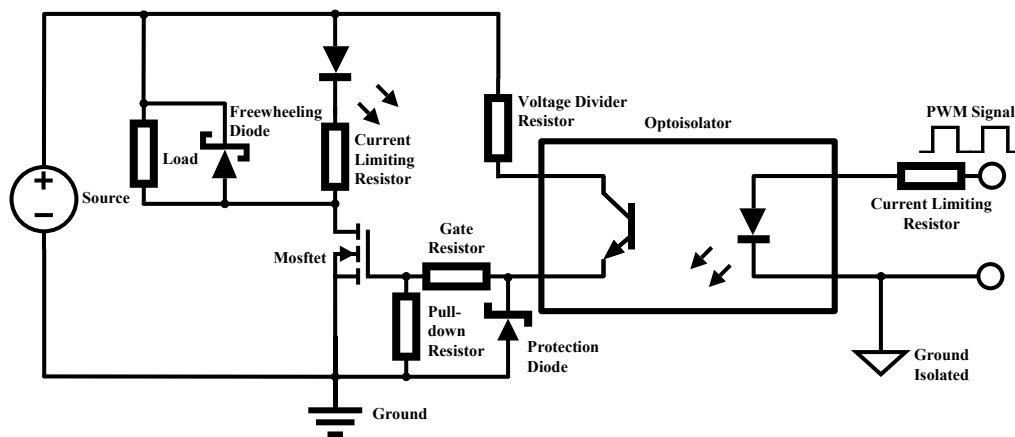 Freewheeling
Diode
Load
Source
Current
Limiting
Resistor
Voltage Divider
Resistor
Optoisolator
PWM Signal
Current Limiting
Resistor
Mosftet
Gate
Resistor
Pull-
down
Resistor
Protection
Diode
Ground
Isolated
Ground